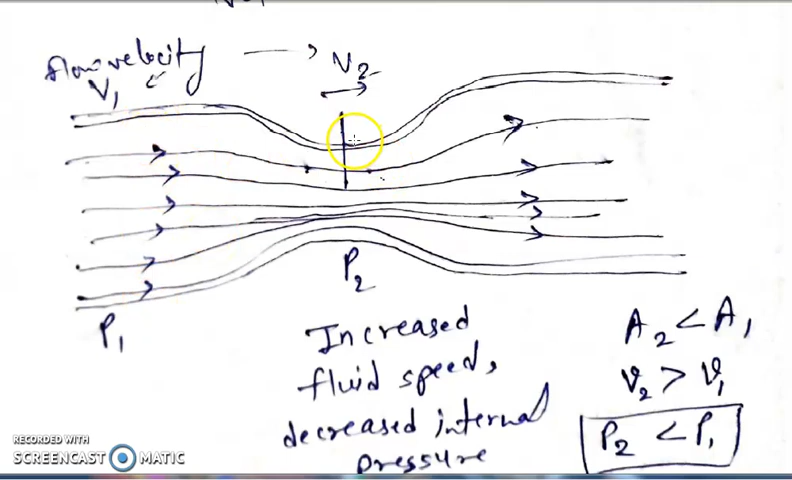 flow velocity
V₁
V₂
P₂
P₁
Increased
fluid speed,
decreased internal
pressure
A₂ < A₁
V₂ > V₁
P₂ < P₁
RECORDED WITH
SCREENCAST MATIC